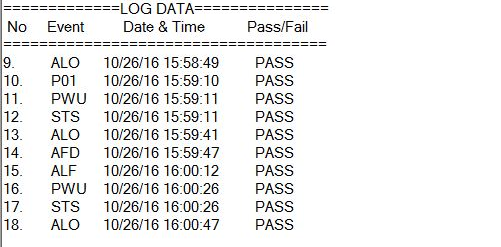 =============LOG DATA===============
No Event Date & Time Pass/Fail
====================================
9. ALO 10/26/16 15:58:49 PASS
10. P01 10/26/16 15:59:10 PASS
11. PWU 10/26/16 15:59:11 PASS
12. STS 10/26/16 15:59:11 PASS
13. ALO 10/26/16 15:59:41 PASS
14. AFD 10/26/16 15:59:47 PASS
15. ALF 10/26/16 16:00:12 PASS
16. PWU 10/26/16 16:00:26 PASS
17. STS 10/26/16 16:00:26 PASS
18. ALO 10/26/16 16:00:47 PASS